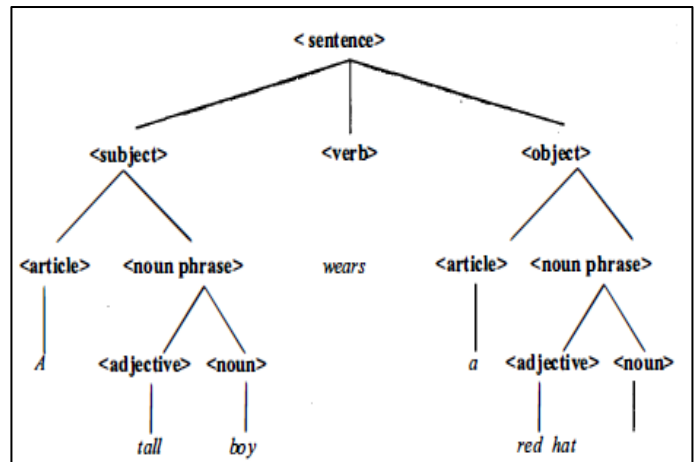 < sentence>
<subject> <verb> <object>
<article> <noun phrase> wears <article> <noun phrase>
A <adjective> <noun> a <adjective> <noun>
tall boy red hat